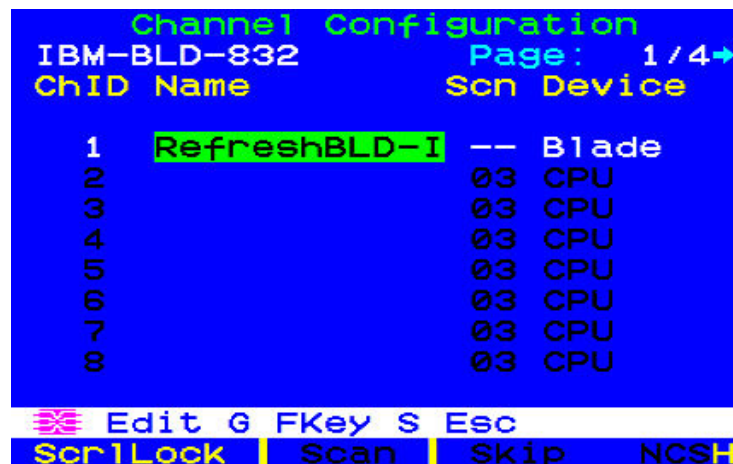 Channel Configuration
IBM-BLD-832 Page: 1/4➔
ChID Name Scn Device
1 RefreshBLD-I -- Blade
2 03 CPU
3 03 CPU
4 03 CPU
5 03 CPU
6 03 CPU
7 03 CPU
8 03 CPU
Edit G FKey S Esc
ScrlLock Scan Skip NCSH